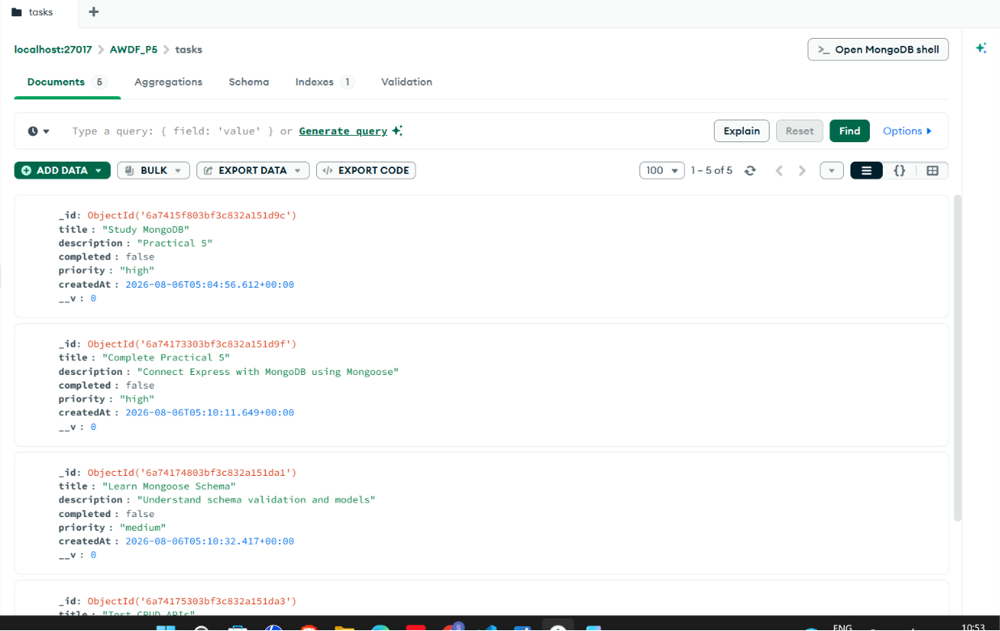 tasks
localhost:27017 > AWDF_P5 > tasks
>_ Open MongoDB shell
Documents 5 Aggregations Schema Indexes 1 Validation
Type a query: { field: 'value' } or Generate query
Explain Reset Find Options
ADD DATA BULK EXPORT DATA </> EXPORT CODE
100 1 – 5 of 5 {}
_id: ObjectId('6a7415f803bf3c832a151d9c')
title : "Study MongoDB"
description : "Practical 5"
completed : false
priority : "high"
createdAt : 2026-08-06T05:04:56.612+00:00
__v : 0
_id: ObjectId('6a74173303bf3c832a151d9f')
title : "Complete Practical 5"
description : "Connect Express with MongoDB using Mongoose"
completed : false
priority : "high"
createdAt : 2026-08-06T05:10:11.649+00:00
__v : 0
_id: ObjectId('6a74174803bf3c832a151da1')
title : "Learn Mongoose Schema"
description : "Understand schema validation and models"
completed : false
priority : "medium"
createdAt : 2026-08-06T05:10:32.417+00:00
__v : 0
_id: ObjectId('6a74175303bf3c832a151da3')
title : "Test CRUD APIs"
ENG 10:53